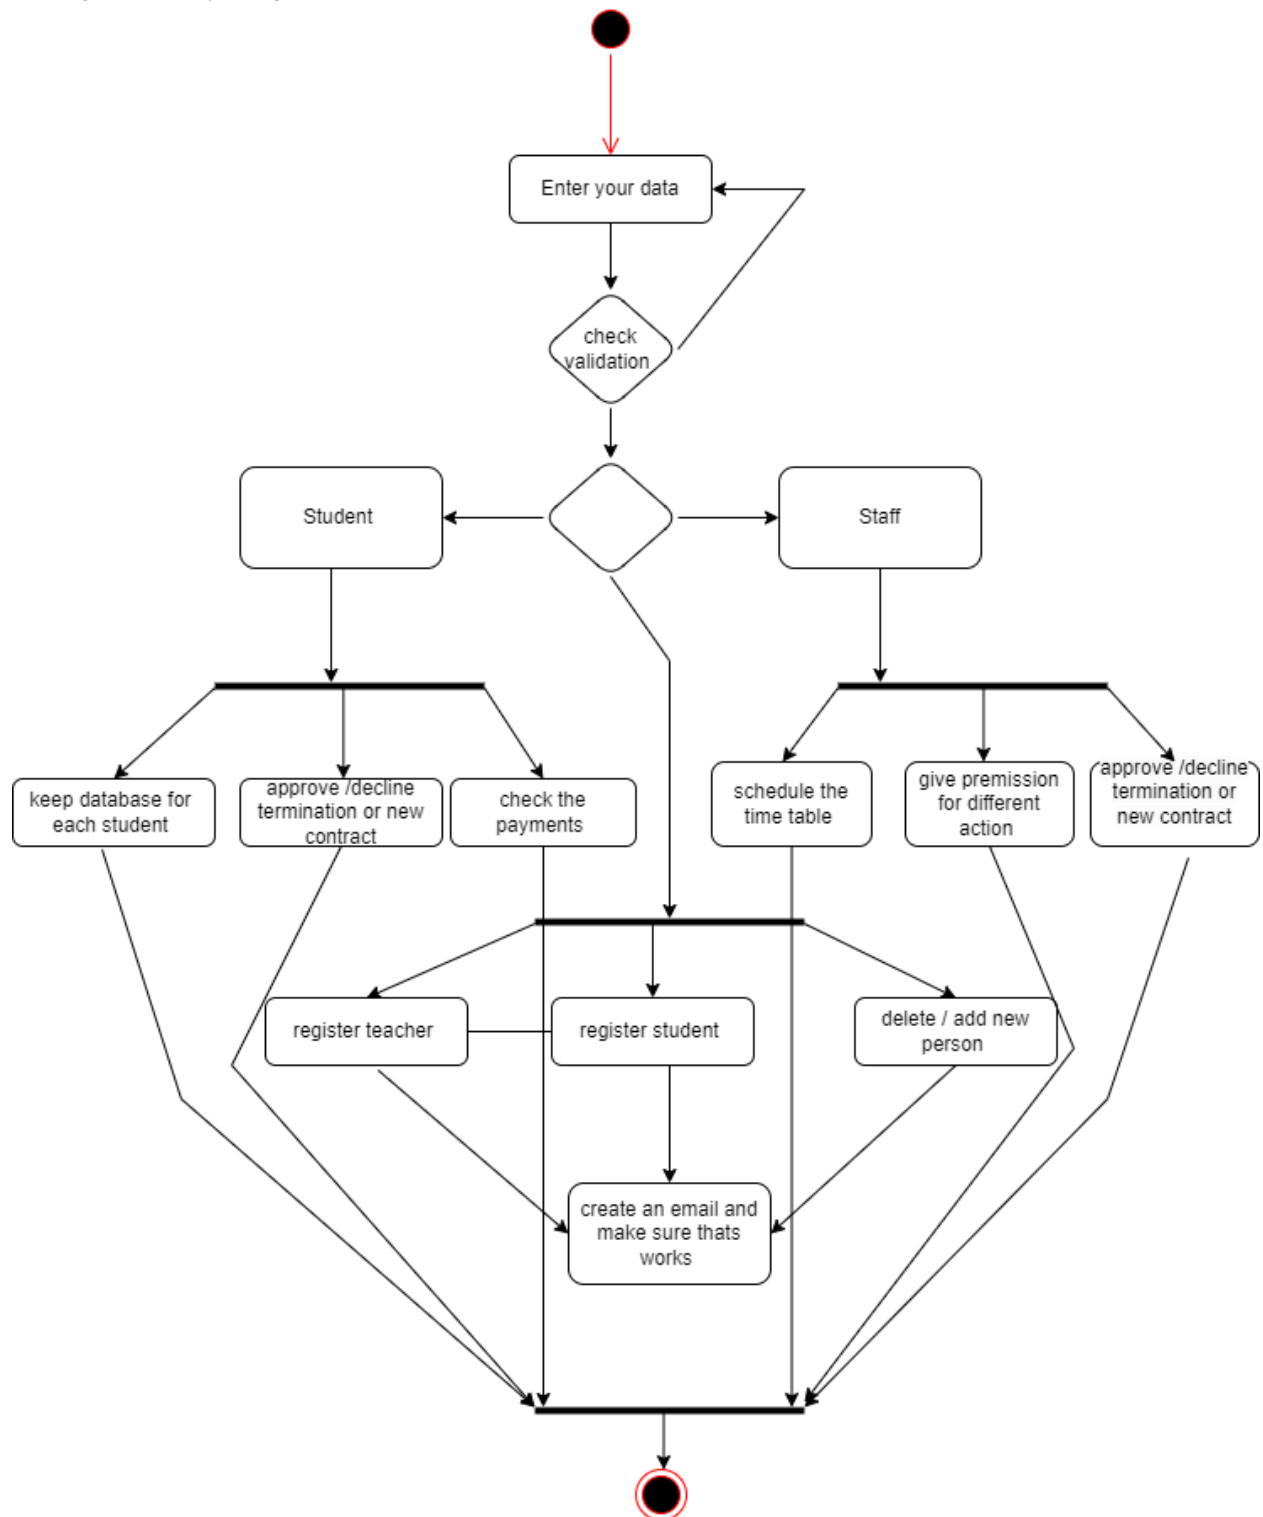 Enter your data
check
validation
Student
Staff
keep database for
each student
approve /decline
termination or new
contract
check the
payments
schedule the
time table
give premission
for different
action
approve /decline
termination or
new contract
register teacher
register student
delete / add new
person
create an email and
make sure thats
works